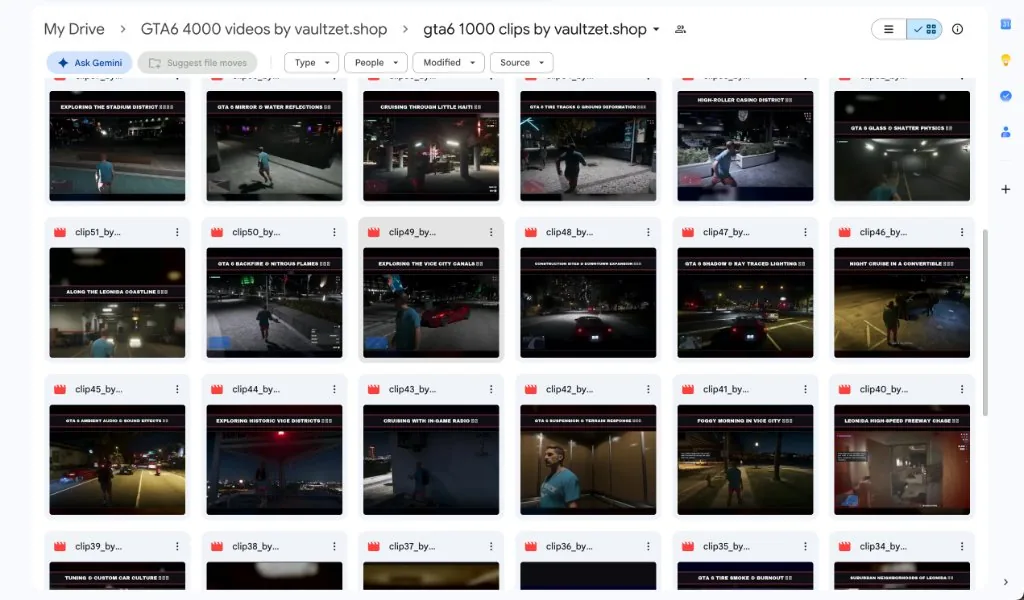 My Drive > GTA6 4000 videos by vaultzet.shop > gta6 1000 clips by vaultzet.shop
Ask Gemini
Suggest file moves
Type
People
Modified
Source
31
EXPLORING THE STADIUM DISTRICT
GTA 6 MIRROR & WATER REFLECTIONS
CRUISING THROUGH LITTLE HAITI
GTA 6 TIRE TRACKS & GROUND DEFORMATION
HIGH-ROLLER CASINO DISTRICT
GTA 6 GLASS & SHATTER PHYSICS
clip51_by...
clip50_by...
clip49_by...
clip48_by...
clip47_by...
clip46_by...
ALONG THE LEONIDA COASTLINE
GTA 6 BACKFIRE & NITROUS FLAMES
EXPLORING THE VICE CITY CANALS
CONSTRUCTION SITES & DOWNTOWN EXPANSION
GTA 6 SHADOW & RAY TRACED LIGHTING
NIGHT CRUISE IN A CONVERTIBLE
clip45_by...
clip44_by...
clip43_by...
clip42_by...
clip41_by...
clip40_by...
GTA 6 AMBIENT AUDIO & SOUND EFFECTS
EXPLORING HISTORIC VICE DISTRICTS
CRUISING WITH IN-GAME RADIO
GTA 6 SUSPENSION & TERRAIN RESPONSE
FOGGY MORNING IN VICE CITY
LEONIDA HIGH-SPEED FREEWAY CHASE
clip39_by...
clip38_by...
clip37_by...
clip36_by...
clip35_by...
clip34_by...
TUNING & CUSTOM CAR CULTURE
GTA 6 TIRE SMOKE & BURNOUT
SUBURBAN NEIGHBORHOODS OF LEONIDA